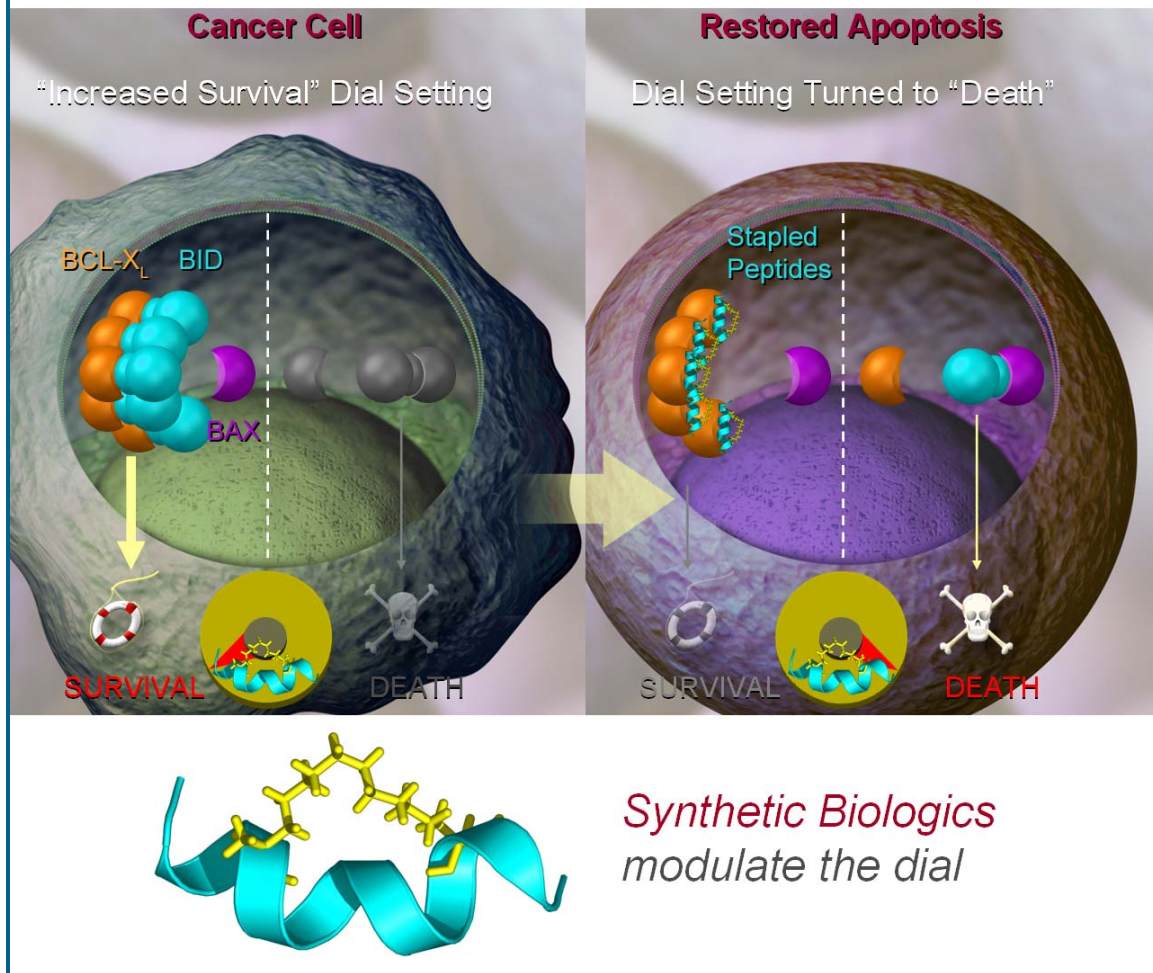 Cancer Cell
Restored Apoptosis
“Increased Survival” Dial Setting
Dial Setting Turned to “Death”
BCL-XL BID
BAX
Stapled
Peptides
SURVIVAL
DEATH
SURVIVAL
DEATH
Synthetic Biologics
modulate the dial